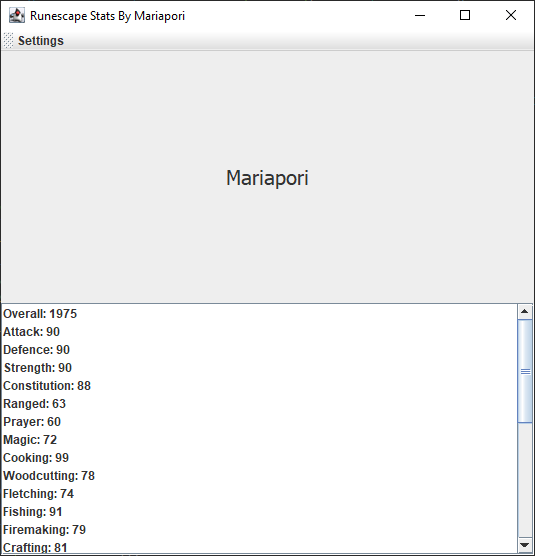 Runescape Stats By Mariapori
Settings
Mariapori
Overall: 1975
Attack: 90
Defence: 90
Strength: 90
Constitution: 88
Ranged: 63
Prayer: 60
Magic: 72
Cooking: 99
Woodcutting: 78
Fletching: 74
Fishing: 91
Firemaking: 79
Crafting: 81